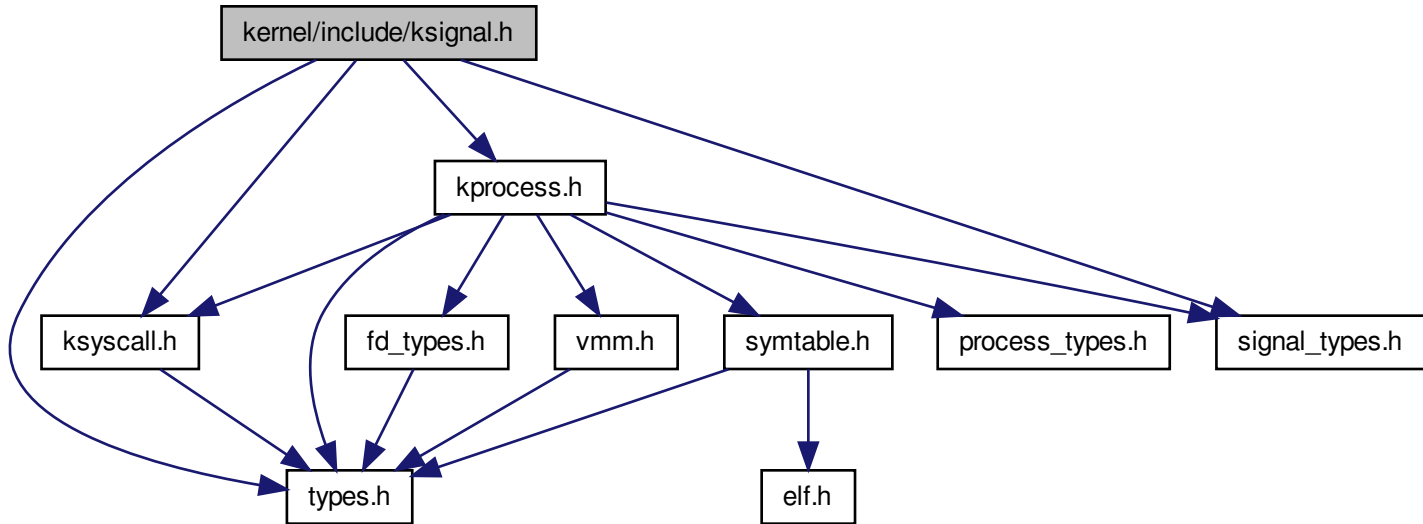 kernel/include/ksignal.h
kprocess.h
ksyscall.h
fd_types.h
vmm.h
symtable.h
process_types.h
signal_types.h
types.h
elf.h